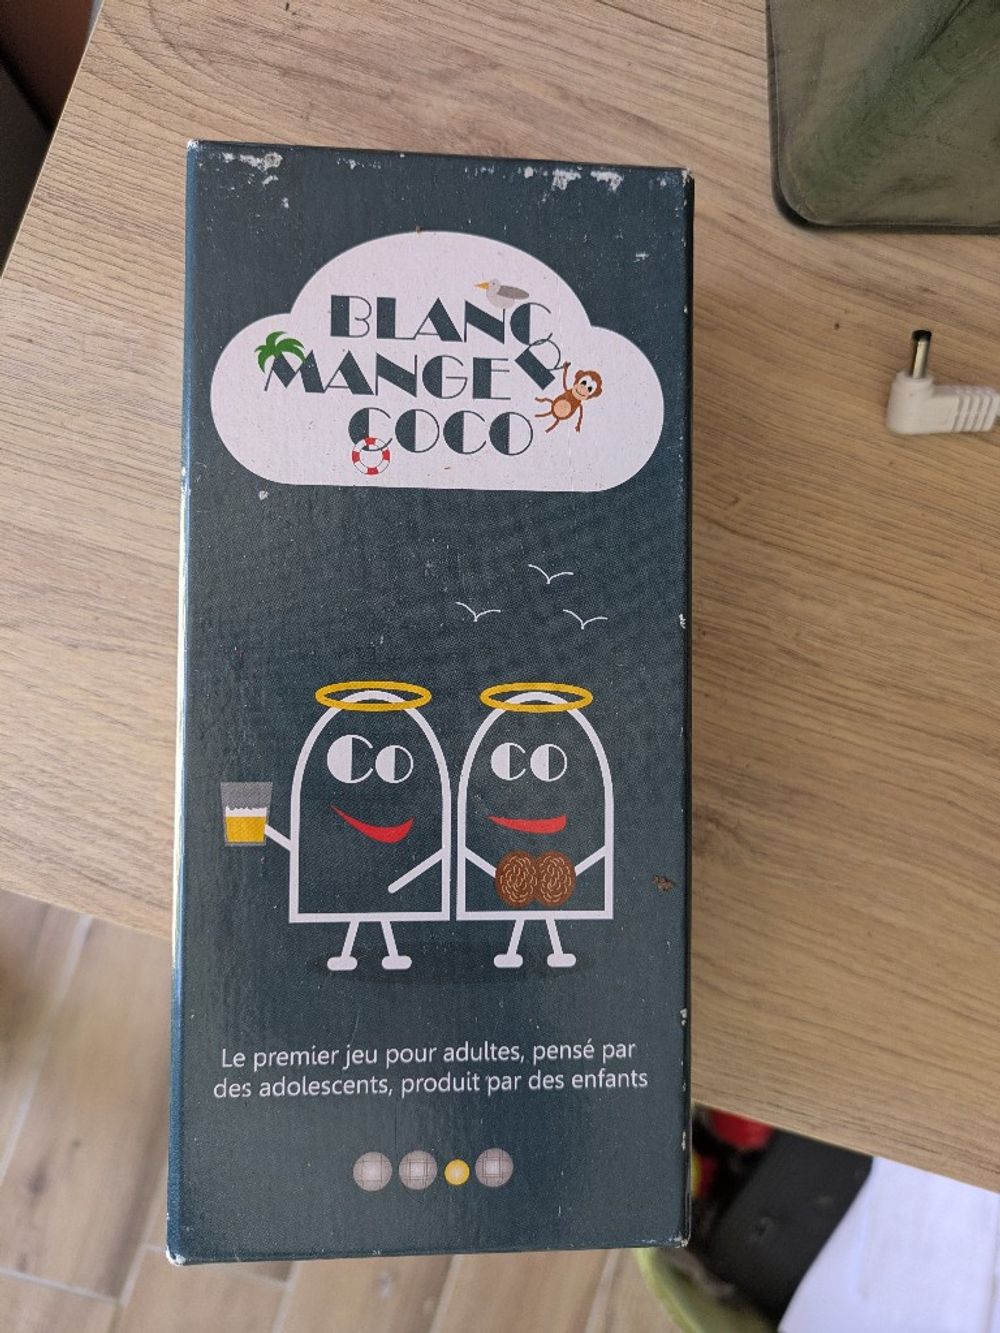 BLANC
MANGER
COCO
CO
CO
Le premier jeu pour adultes, pensé par
des adolescents, produit par des enfants